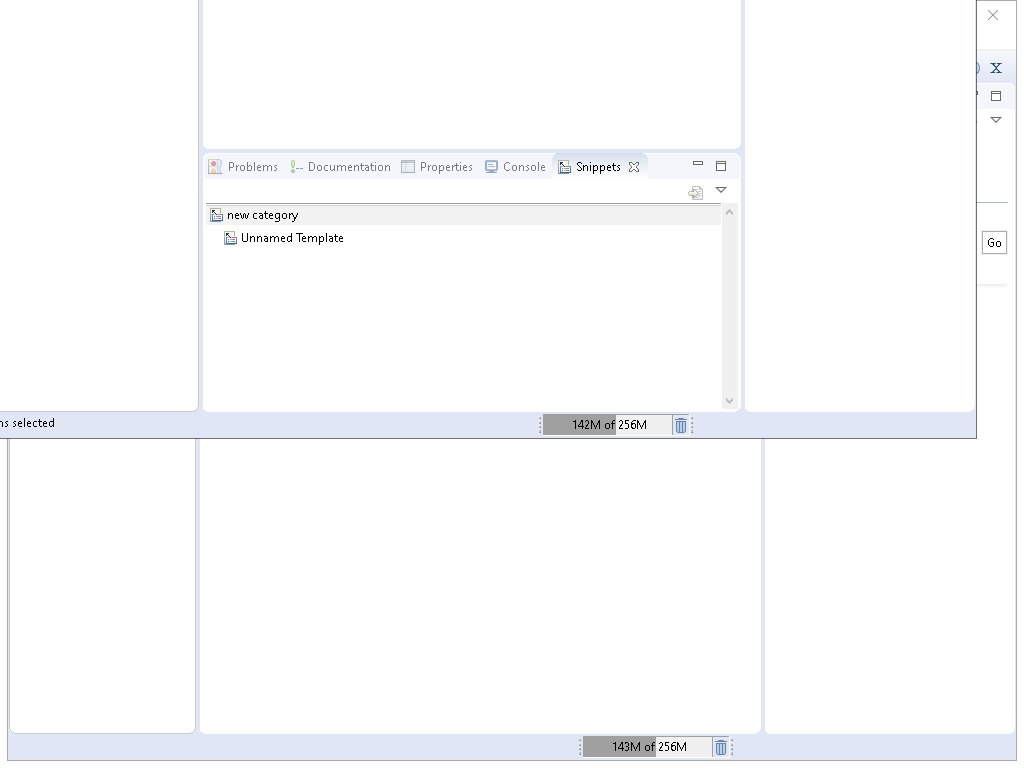 Problems Documentation Properties Console Snippets
new category
Unnamed Template
Go
ns selected
142M of 256M
143M of 256M